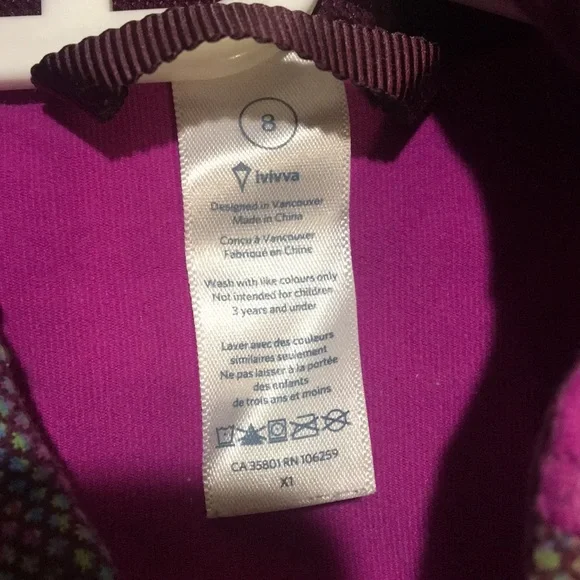 8
ivivva
Designed in Vancouver
Made in China
Conçu à Vancouver
Fabriqué en Chine
Wash with like colours only
Not intended for children
3 years and under
Laver avec des couleurs
similaires seulement
Ne pas laisser à la portée
des enfants
de trois ans et moins
CA 35801 RN 106259
X1